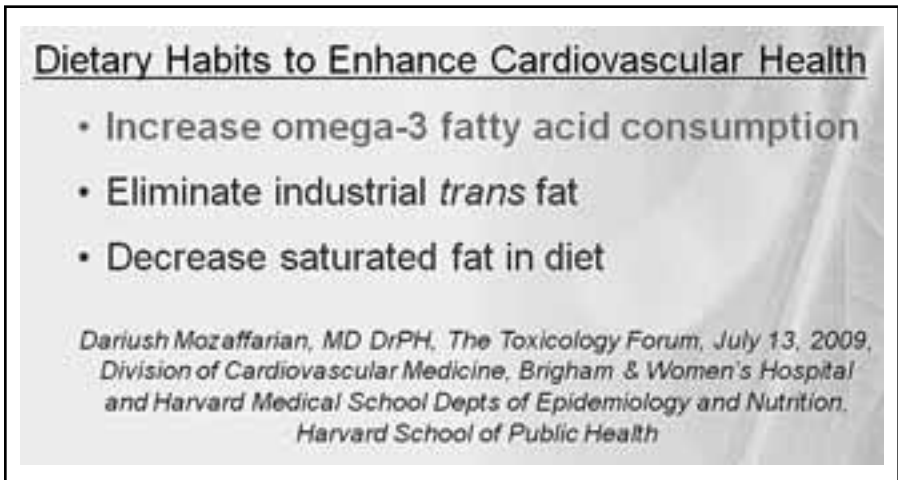 Dietary Habits to Enhance Cardiovascular Health
• Increase omega-3 fatty acid consumption
• Eliminate industrial trans fat
• Decrease saturated fat in diet
Dariush Mozaffarian, MD DrPH, The Toxicology Forum, July 13, 2009,
Division of Cardiovascular Medicine, Brigham & Women's Hospital
and Harvard Medical School Depts of Epidemiology and Nutrition,
Harvard School of Public Health